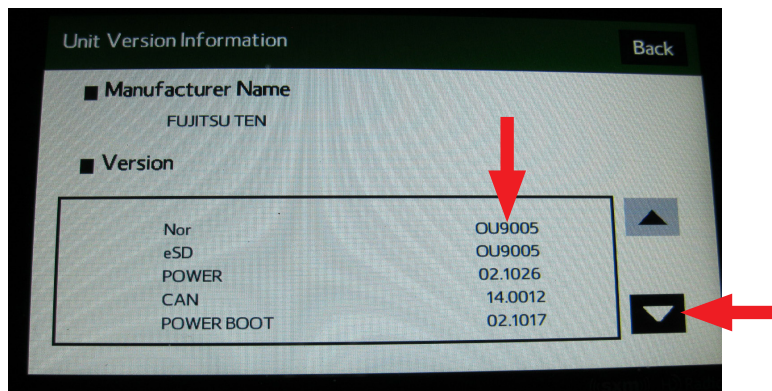 Unit Version Information Back
■ Manufacturer Name
FUJITSU TEN
■ Version
Nor OU9005
eSD OU9005
POWER 02.1026
CAN 14.0012
POWER BOOT 02.1017